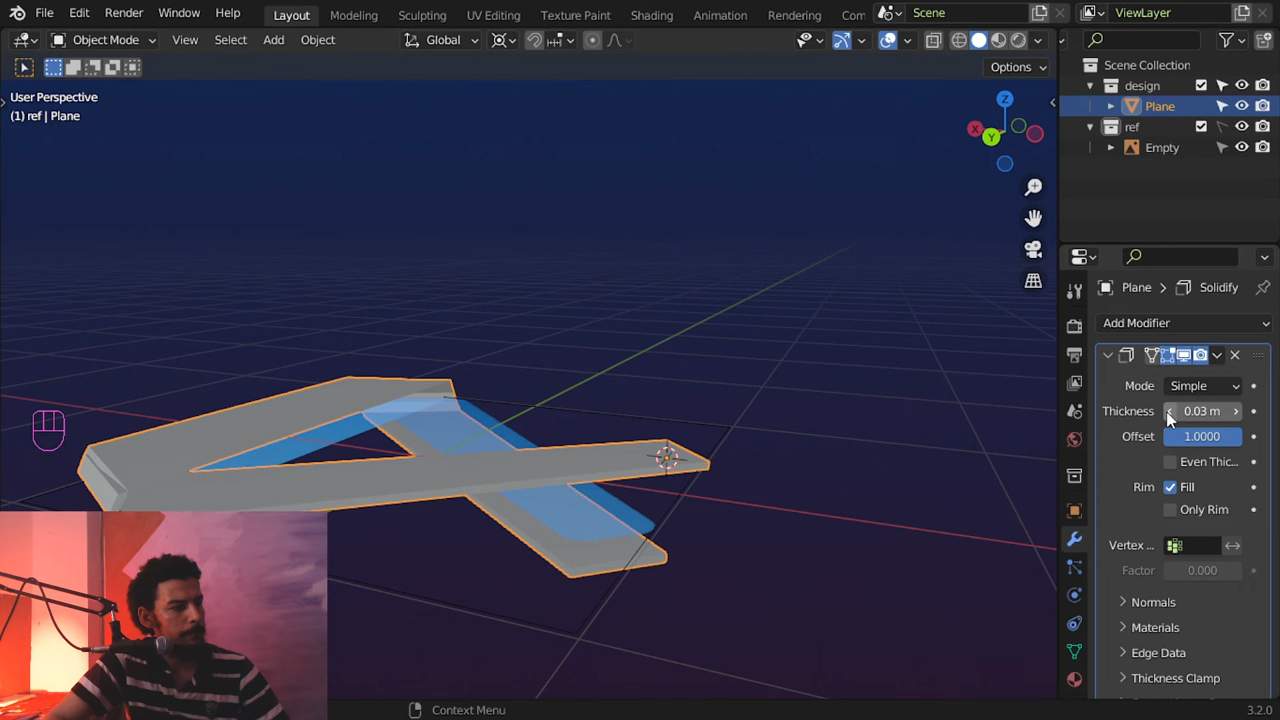 File Edit Render Window Help Layout Modeling Sculpting UV Editing Texture Paint Shading Animation Rendering Com Scene ViewLayer
Object Mode View Select Add Object Global
Options
User Perspective
(1) ref | Plane
Z
X
Y
Scene Collection
design
Plane
ref
Empty
Plane > Solidify
Add Modifier
Mode Simple
Thickness 0.03 m
Offset 1.0000
Even Thic...
Rim Fill
Only Rim
Vertex ...
Factor 0.000
Normals
Materials
Edge Data
Thickness Clamp
Context Menu 3.2.0